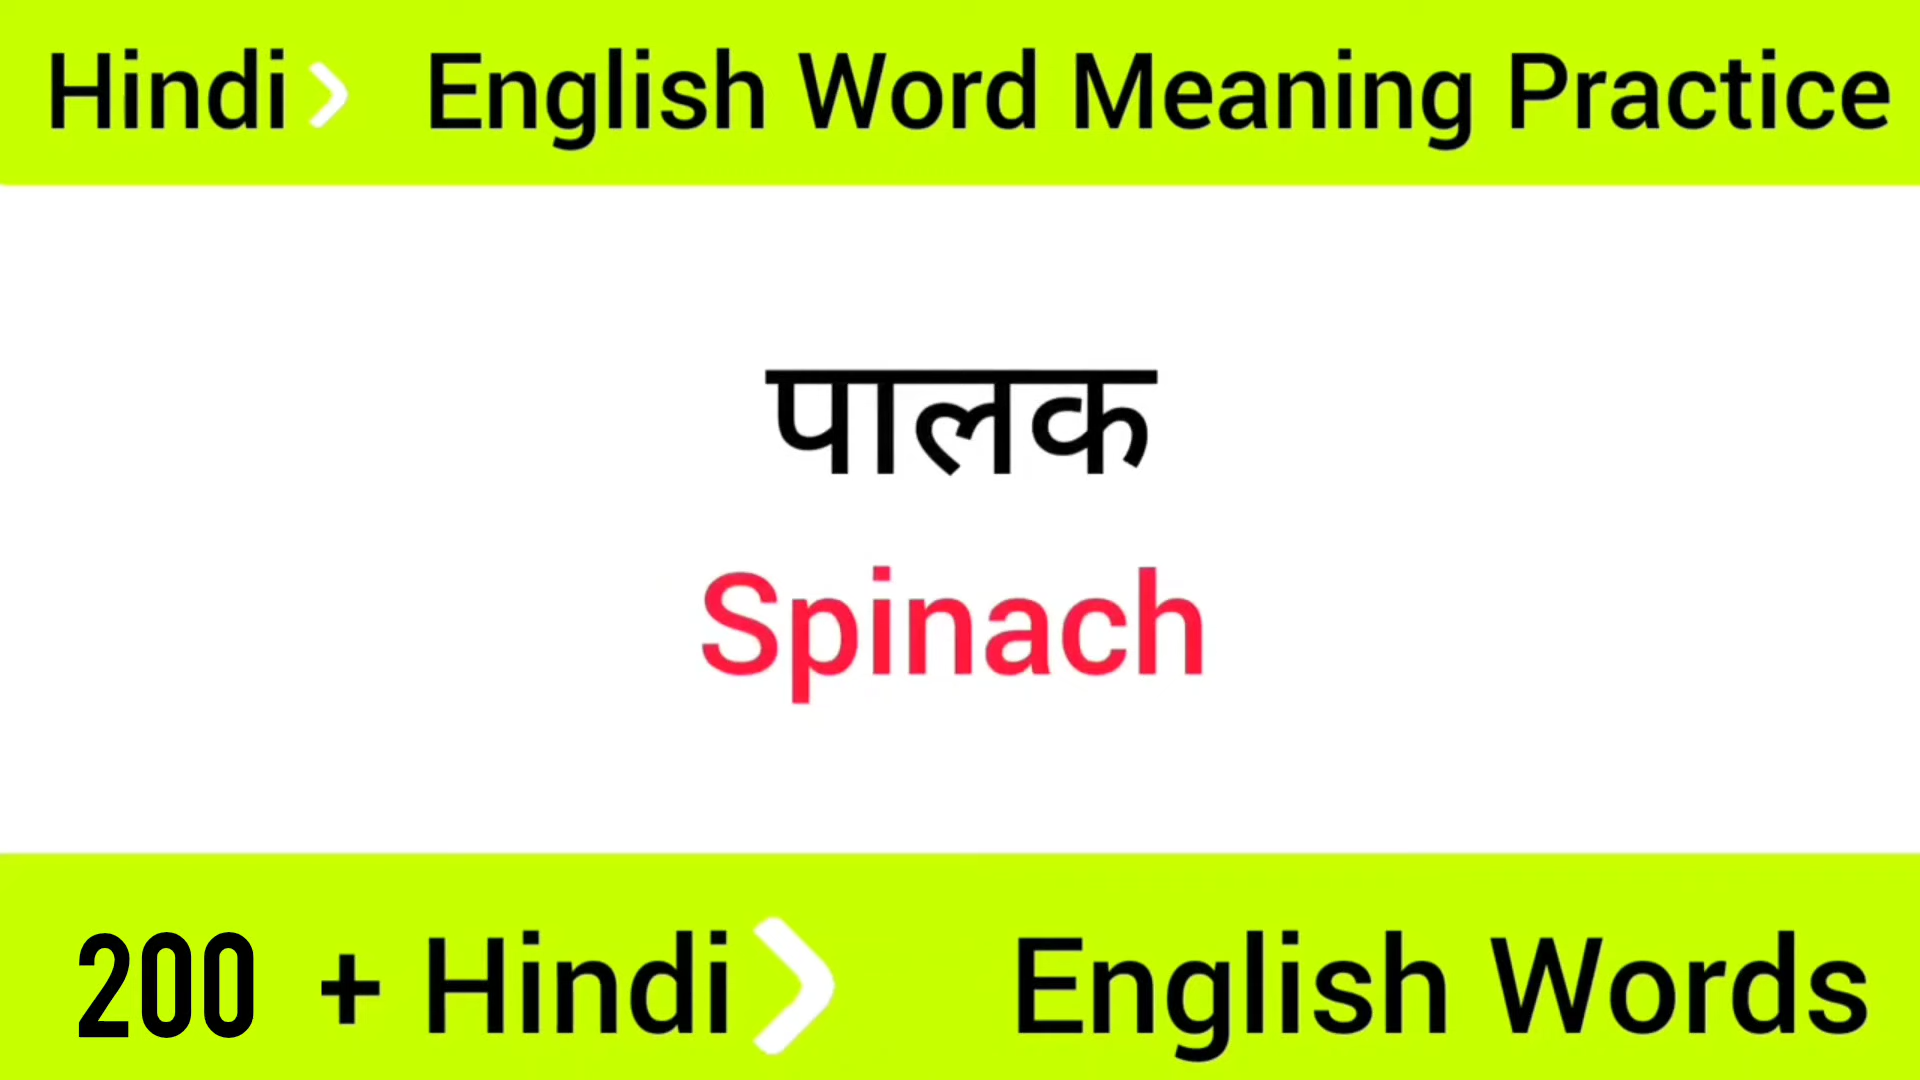 Hindi > English Word Meaning Practice
पालक
Spinach
200 + Hindi > English Words